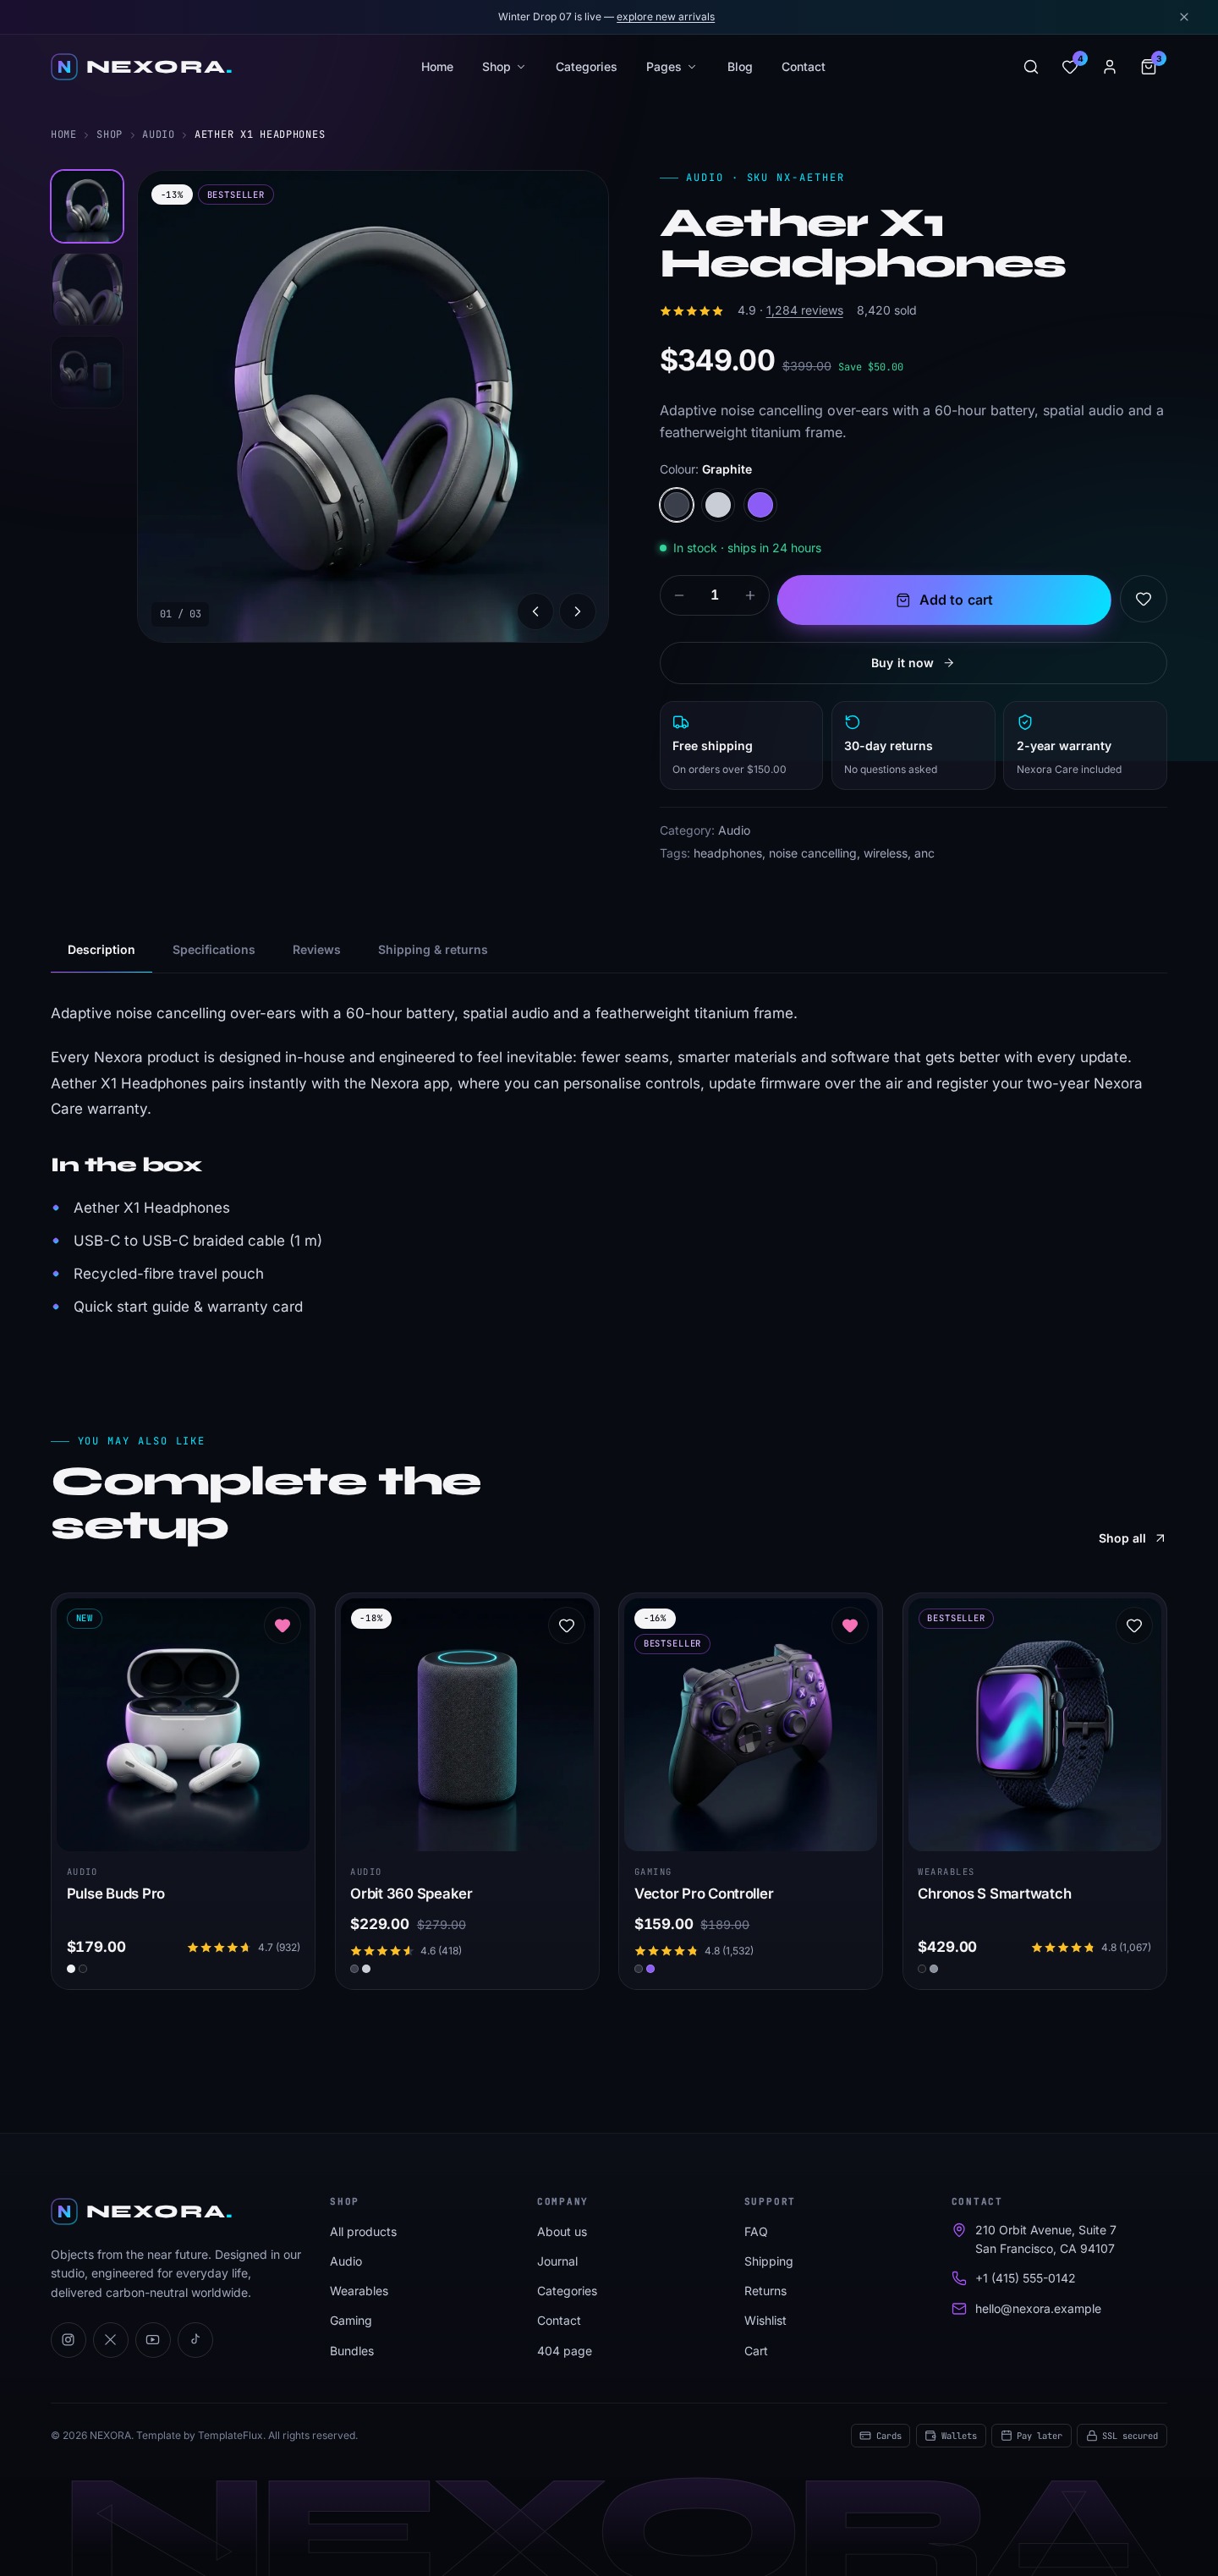 Winter Drop 07 is live — explore new arrivals
N NEXORA.
Home Shop Categories Pages Blog Contact
4
3
HOME > SHOP > AUDIO > AETHER X1 HEADPHONES
-13% BESTSELLER
01 / 03
AUDIO · SKU NX-AETHER
Aether X1
Headphones
4.9 · 1,284 reviews 8,420 sold
$349.00 $399.00 Save $50.00
Adaptive noise cancelling over-ears with a 60-hour battery, spatial audio and a
featherweight titanium frame.
Colour: Graphite
In stock · ships in 24 hours
− 1 + Add to cart
Buy it now
Free shipping
On orders over $150.00
30-day returns
No questions asked
2-year warranty
Nexora Care included
Category: Audio
Tags: headphones, noise cancelling, wireless, anc
Description Specifications Reviews Shipping & returns
Adaptive noise cancelling over-ears with a 60-hour battery, spatial audio and a featherweight titanium frame.
Every Nexora product is designed in-house and engineered to feel inevitable: fewer seams, smarter materials and software that gets better with every update.
Aether X1 Headphones pairs instantly with the Nexora app, where you can personalise controls, update firmware over the air and register your two-year Nexora
Care warranty.
In the box
Aether X1 Headphones
USB-C to USB-C braided cable (1 m)
Recycled-fibre travel pouch
Quick start guide & warranty card
YOU MAY ALSO LIKE
Complete the
setup
Shop all
NEW
AUDIO
Pulse Buds Pro
$179.00 4.7 (932)
-18%
AUDIO
Orbit 360 Speaker
$229.00 $279.00
4.6 (418)
-16%
BESTSELLER
Y
X B
A
GAMING
Vector Pro Controller
$159.00 $189.00
4.8 (1,532)
BESTSELLER
WEARABLES
Chronos S Smartwatch
$429.00 4.8 (1,067)
N NEXORA.
Objects from the near future. Designed in our
studio, engineered for everyday life,
delivered carbon-neutral worldwide.
SHOP
All products
Audio
Wearables
Gaming
Bundles
COMPANY
About us
Journal
Categories
Contact
404 page
SUPPORT
FAQ
Shipping
Returns
Wishlist
Cart
CONTACT
210 Orbit Avenue, Suite 7
San Francisco, CA 94107
+1 (415) 555-0142
hello@nexora.example
© 2026 NEXORA. Template by TemplateFlux. All rights reserved.
Cards Wallets Pay later SSL secured
NEXORA